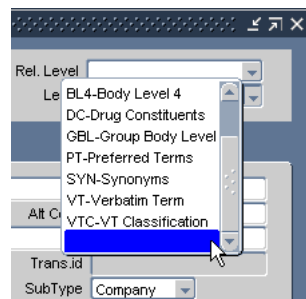 Rel. Level
Le
BL4-Body Level 4
DC-Drug Constituents
GBL-Group Body Level
PT-Preferred Terms
SYN-Synonyms
VT-Verbatim Term
VTC-VT Classification
Alt Co
Trans.id
SubType Company